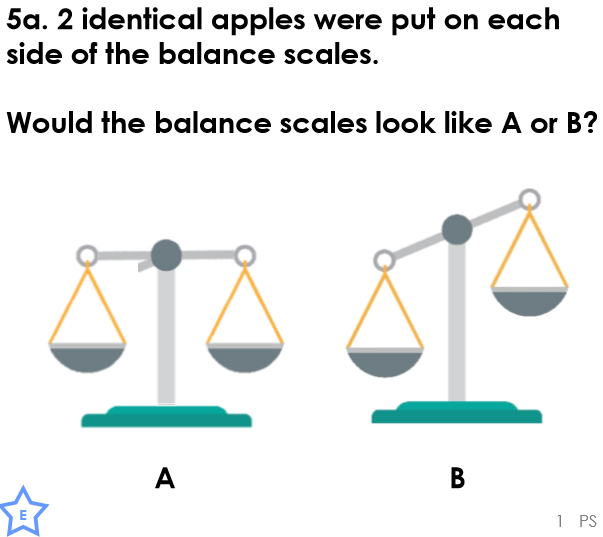 5a. 2 identical apples were put on each
side of the balance scales.
Would the balance scales look like A or B?
A B
E
1 PS